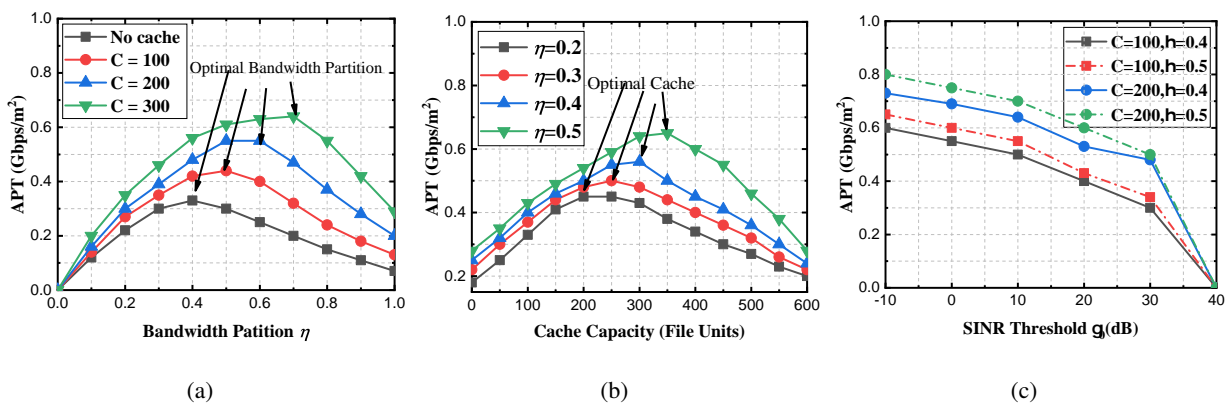 1.0
0.8
0.6
0.4
0.2
0.0
APT (Gbps/m²)
No cache
C = 100
C = 200
C = 300
Optimal Bandwidth Partition
0.0 0.2 0.4 0.6 0.8 1.0
Bandwidth Patition η
(a)
1.0
0.8
0.6
0.4
0.2
APT (Gbps/m²)
η=0.2
η=0.3
η=0.4
η=0.5
Optimal Cache
0 100 200 300 400 500 600
Cache Capacity (File Units)
(b)
1.0
0.8
0.6
0.4
0.2
0.0
APT (Gbps/m²)
C=100,h=0.4
C=100,h=0.5
C=200,h=0.4
C=200,h=0.5
-10 0 10 20 30 40
SINR Threshold g₀(dB)
(c)